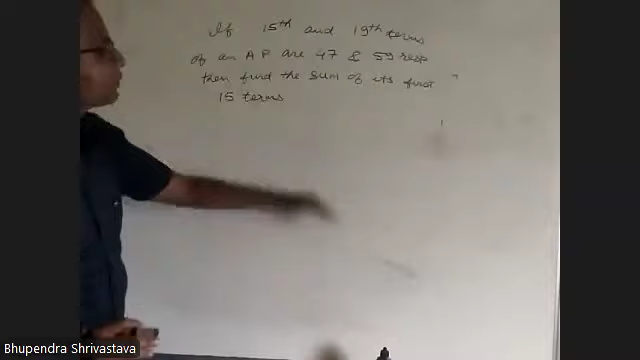 If 15th and 19th terms
of an AP are 47 & 59 resp
then find the sum of its first
15 terms
Bhupendra Shrivastava